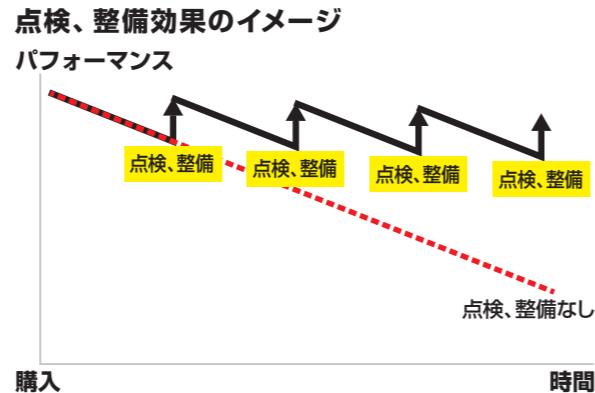 点検、整備効果のイメージ
パフォーマンス
点検、整備
点検、整備
点検、整備
点検、整備
点検、整備なし
購入
時間